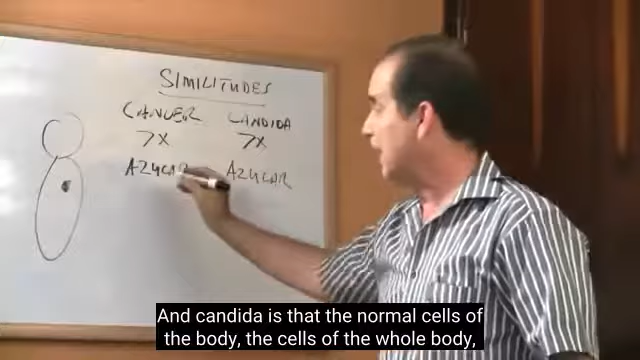 SIMILITUDES
CANCER CANDIDA
7X 7X
AZUCAR AZUCAR
And candida is that the normal cells of
the body, the cells of the whole body,